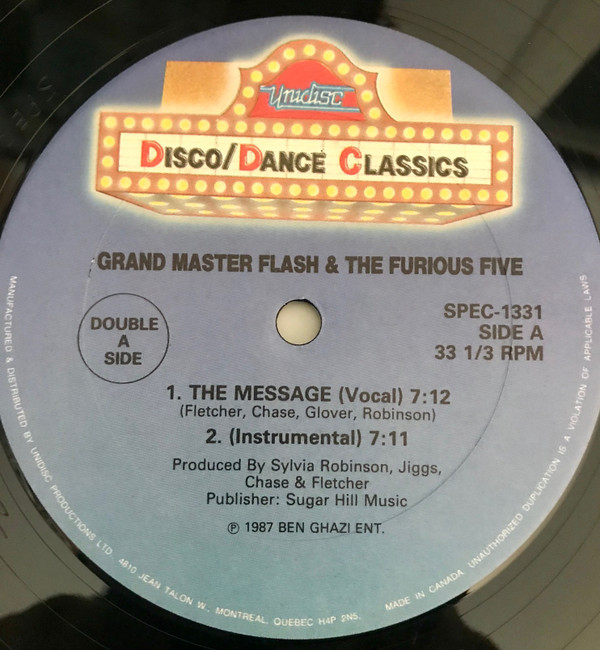 Unidisc
DISCO/DANCE CLASSICS
GRAND MASTER FLASH & THE FURIOUS FIVE
DOUBLE
A
SIDE
SPEC-1331
SIDE A
33 1/3 RPM
1. THE MESSAGE (Vocal) 7:12
(Fletcher, Chase, Glover, Robinson)
2. (Instrumental) 7:11
Produced By Sylvia Robinson, Jiggs,
Chase & Fletcher
Publisher: Sugar Hill Music
℗ 1987 BEN GHAZI ENT.
MANUFACTURED & DISTRIBUTED BY UNIDISC PRODUCTIONS LTD. 4810 JEAN TALON W., MONTREAL, QUEBEC H4P 2N5. MADE IN CANADA. UNAUTHORIZED DUPLICATION IS A VIOLATION OF APPLICABLE LAWS